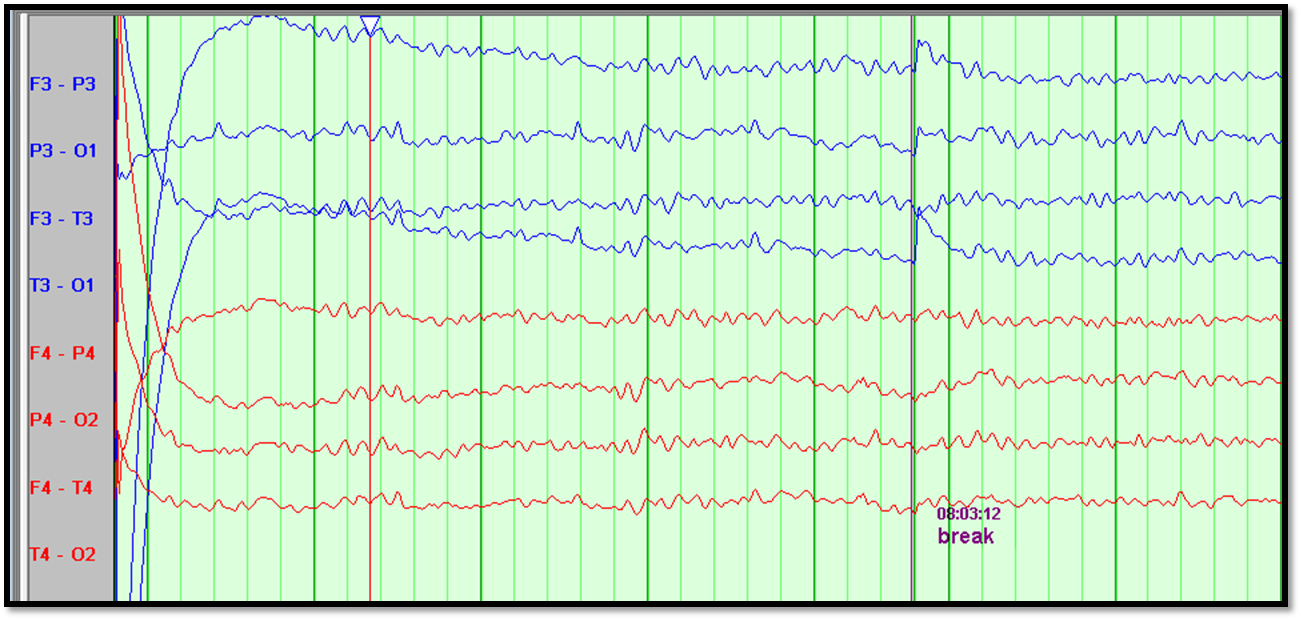 F3 - P3
P3 - O1
F3 - T3
T3 - O1
F4 - P4
P4 - O2
F4 - T4
T4 - O2
08:03:12
break